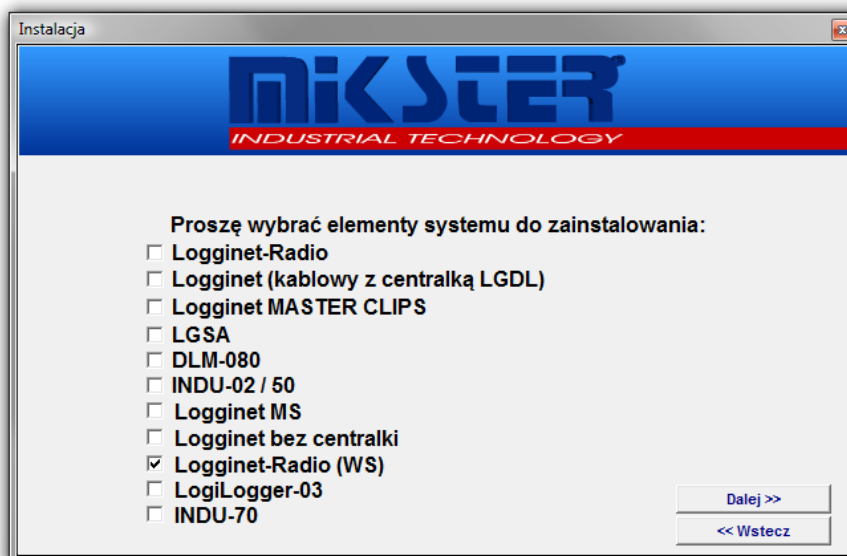 Instalacja
MIKSTER
INDUSTRIAL TECHNOLOGY
Proszę wybrać elementy systemu do zainstalowania:
Logginet-Radio
Logginet (kablowy z centralką LGDL)
Logginet MASTER CLIPS
LGSA
DLM-080
INDU-02 / 50
Logginet MS
Logginet bez centralki
Logginet-Radio (WS)
LogiLogger-03
INDU-70
Dalej >>
<< Wstecz